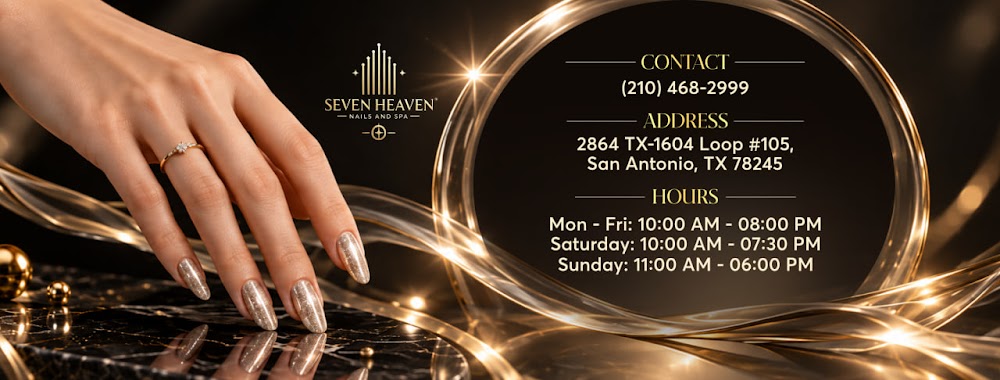 SEVEN HEAVEN
NAILS AND SPA
CONTACT
(210) 468-2999
ADDRESS
2864 TX-1604 Loop #105,
San Antonio, TX 78245
HOURS
Mon - Fri: 10:00 AM - 08:00 PM
Saturday: 10:00 AM - 07:30 PM
Sunday: 11:00 AM - 06:00 PM